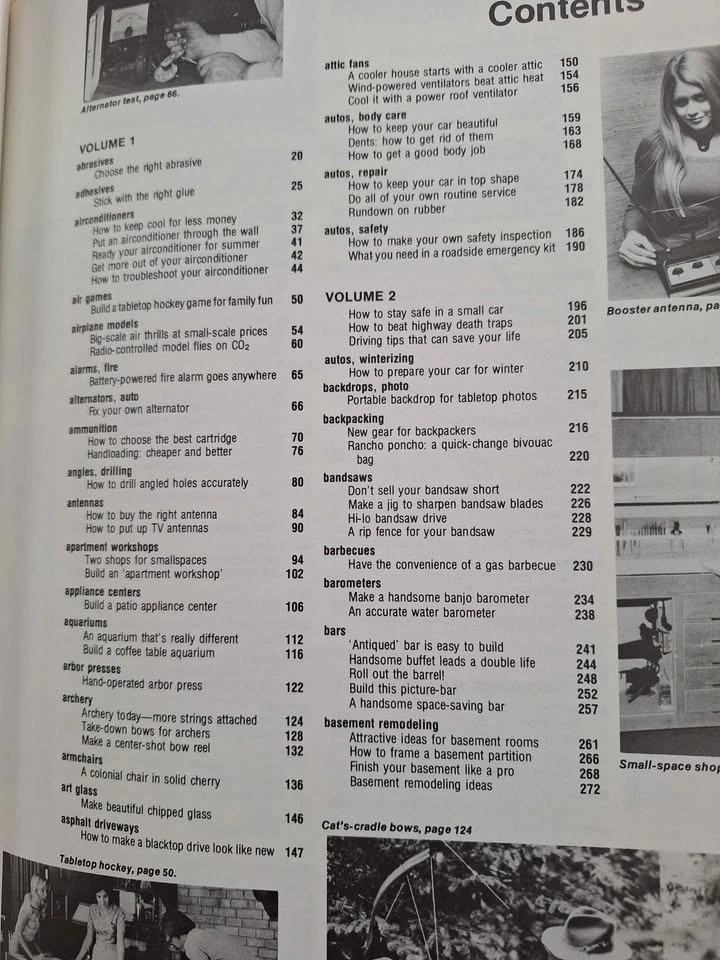 Contents
Alternator test, page 66.
VOLUME 1
abrasives
Choose the right abrasive 20
adhesives
Stick with the right glue 25
airconditioners
How to keep cool for less money 32
Put an airconditioner through the wall 37
Ready your airconditioner for summer 41
Get more out of your airconditioner 42
How to troubleshoot your airconditioner 44
air games
Build a tabletop hockey game for family fun 50
airplane models
Big-scale air thrills at small-scale prices 54
Radio-controlled model flies on CO₂ 60
alarms, fire
Battery-powered fire alarm goes anywhere 65
alternators, auto
Fix your own alternator 66
ammunition
How to choose the best cartridge 70
Handloading: cheaper and better 76
angles, drilling
How to drill angled holes accurately 80
antennas
How to buy the right antenna 84
How to put up TV antennas 90
apartment workshops
Two shops for smallspaces 94
Build an 'apartment workshop' 102
appliance centers
Build a patio appliance center 106
aquariums
An aquarium that's really different 112
Build a coffee table aquarium 116
arbor presses
Hand-operated arbor press 122
archery
Archery today—more strings attached 124
Take-down bows for archers 128
Make a center-shot bow reel 132
armchairs
A colonial chair in solid cherry 136
art glass
Make beautiful chipped glass 146
asphalt driveways
How to make a blacktop drive look like new 147
Tabletop hockey, page 50.
attic fans
A cooler house starts with a cooler attic 150
Wind-powered ventilators beat attic heat 154
Cool it with a power roof ventilator 156
autos, body care
How to keep your car beautiful 159
Dents: how to get rid of them 163
How to get a good body job 168
autos, repair
How to keep your car in top shape 174
Do all of your own routine service 178
Rundown on rubber 182
autos, safety
How to make your own safety inspection 186
What you need in a roadside emergency kit 190
VOLUME 2
How to stay safe in a small car 196
How to beat highway death traps 201
Driving tips that can save your life 205
autos, winterizing
How to prepare your car for winter 210
backdrops, photo
Portable backdrop for tabletop photos 215
backpacking
New gear for backpackers 216
Rancho poncho: a quick-change bivouac
bag 220
bandsaws
Don't sell your bandsaw short 222
Make a jig to sharpen bandsaw blades 226
Hi-lo bandsaw drive 228
A rip fence for your bandsaw 229
barbecues
Have the convenience of a gas barbecue 230
barometers
Make a handsome banjo barometer 234
An accurate water barometer 238
bars
'Antiqued' bar is easy to build 241
Handsome buffet leads a double life 244
Roll out the barrel! 248
Build this picture-bar 252
A handsome space-saving bar 257
basement remodeling
Attractive ideas for basement rooms 261
How to frame a basement partition 266
Finish your basement like a pro 268
Basement remodeling ideas 272
Cat's-cradle bows, page 124
Booster antenna, pa
Small-space shop